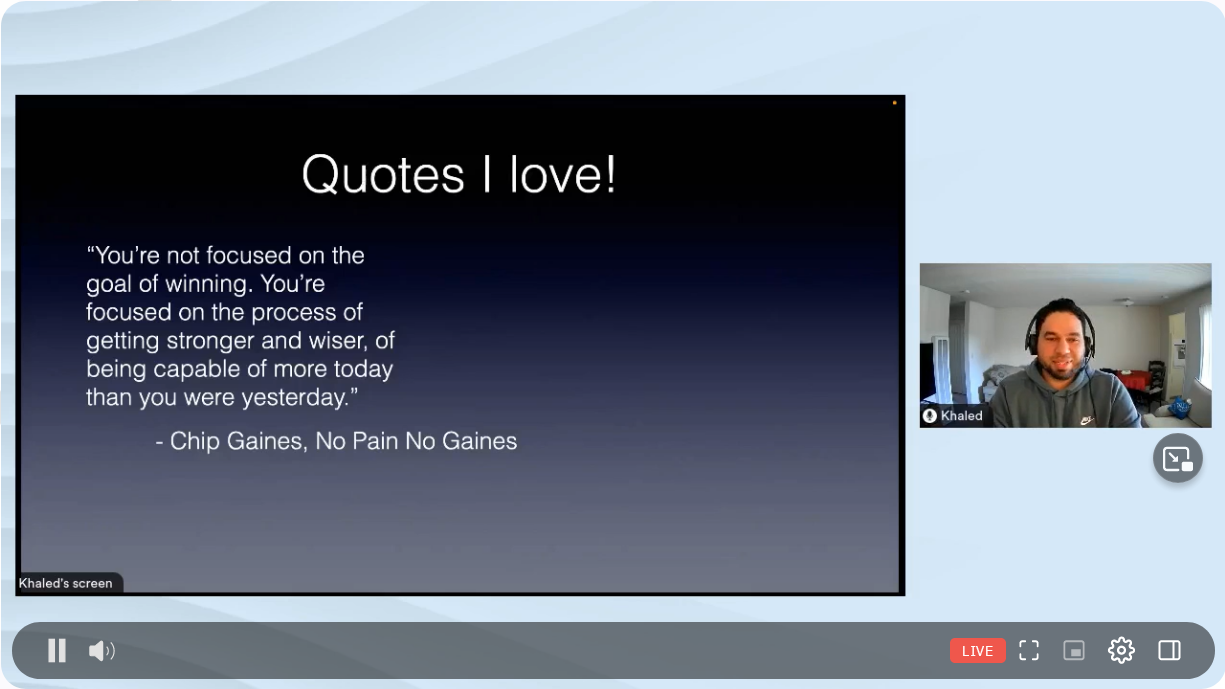 Quotes I love!
“You’re not focused on the
goal of winning. You’re
focused on the process of
getting stronger and wiser, of
being capable of more today
than you were yesterday.”
- Chip Gaines, No Pain No Gaines
Khaled
Khaled's screen
LIVE